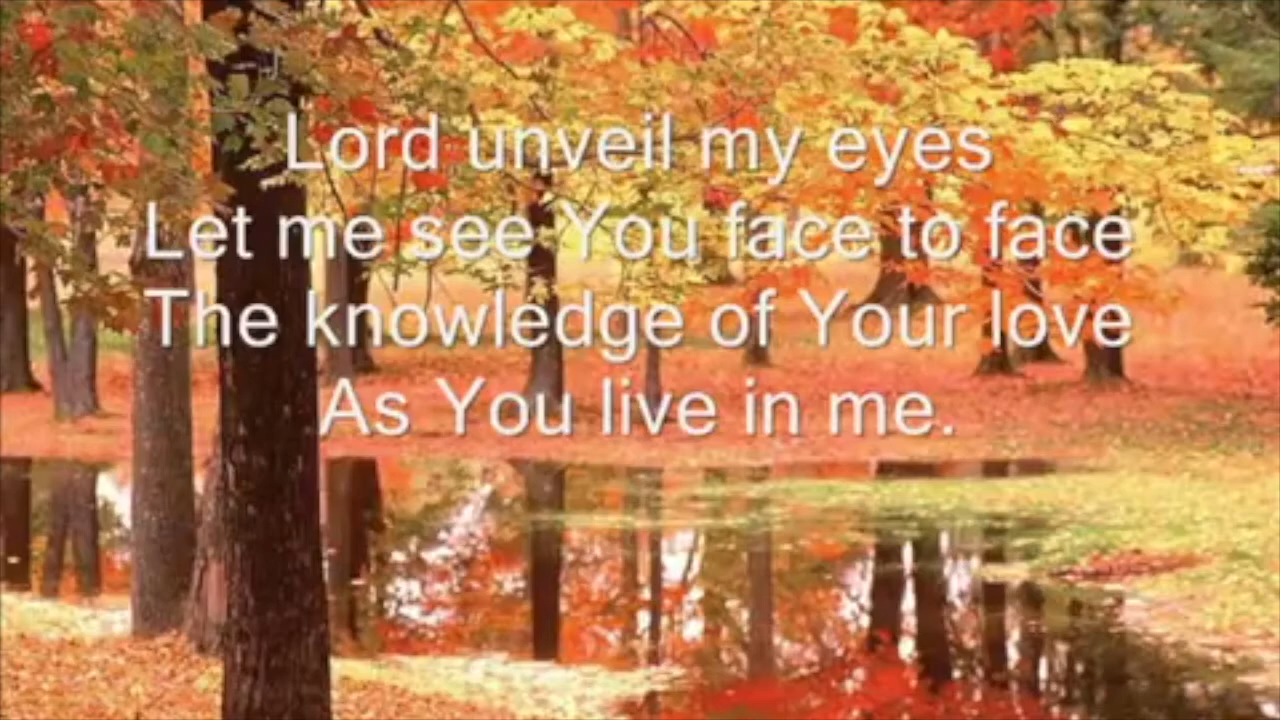 Lord unveil my eyes
Let me see You face to face
The knowledge of Your love
As You live in me.